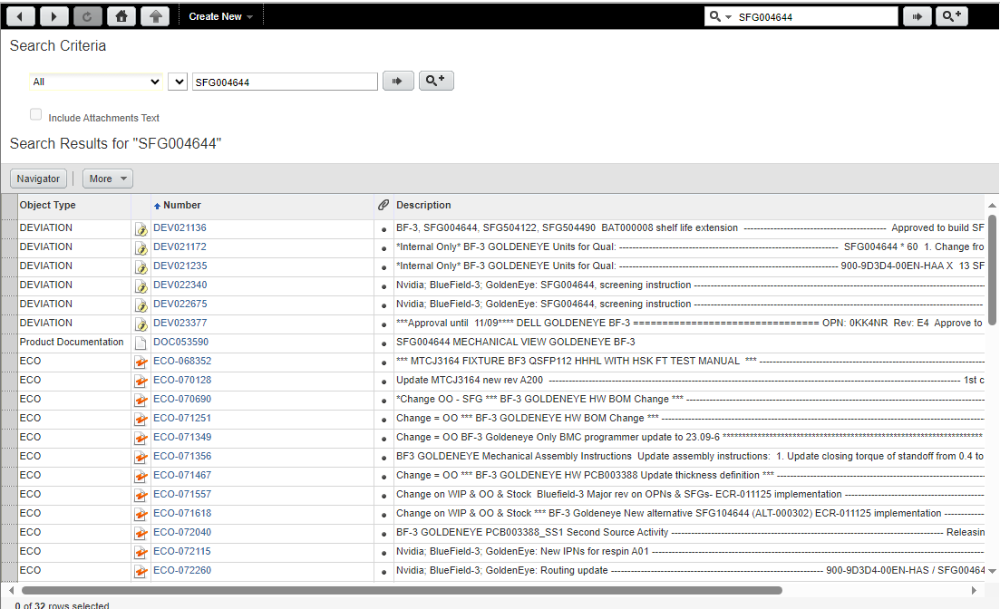 Create New
SFG004644
Search Criteria
All
SFG004644
Include Attachments Text
Search Results for "SFG004644"
Navigator
More
Object Type Number Description
DEVIATION DEV021136 BF-3, SFG004644, SFG504122, SFG504490 BAT000008 shelf life extension ------------------------------------------ Approved to build SF
DEVIATION DEV021172 *Internal Only* BF-3 GOLDENEYE Units for Qual: ---------------------------------------------------------------- SFG004644 * 60 1. Change fro
DEVIATION DEV021235 *Internal Only* BF-3 GOLDENEYE Units for Qual: ---------------------------------------------------------------- 900-9D3D4-00EN-HAA X 13 SF
DEVIATION DEV022340 Nvidia; BlueField-3; GoldenEye: SFG004644, screening instruction --------------------------------------------------------------------------------------
DEVIATION DEV022675 Nvidia; BlueField-3; GoldenEye: SFG004644, screening instruction --------------------------------------------------------------------------------------
DEVIATION DEV023377 ***Approval until 11/09**** DELL GOLDENEYE BF-3 ================================ OPN: 0KK4NR Rev: E4 Approve to
Product Documentation DOC053590 SFG004644 MECHANICAL VIEW GOLDENEYE BF-3
ECO ECO-068352 *** MTCJ3164 FIXTURE BF3 QSFP112 HHHL WITH HSK FT TEST MANUAL *** -------------------------------------------------------------------
ECO ECO-070128 Update MTCJ3164 new rev A200 -------------------------------------------------------------------------------------------------------------------------- 1st c
ECO ECO-070690 *Change OO - SFG *** BF-3 GOLDENEYE HW BOM Change *** ----------------------------------------------------------------------------------------
ECO ECO-071251 Change = OO *** BF-3 GOLDENEYE HW BOM Change *** ------------------------------------------------------------------------------------------------
ECO ECO-071349 Change = OO BF-3 Goldeneye Only BMC programmer update to 23.09-6 ************************************************************************
ECO ECO-071356 BF3 GOLDENEYE Mechanical Assembly Instructions Update assembly instructions: 1. Update closing torque of standoff from 0.4 to
ECO ECO-071467 Change = OO *** BF-3 GOLDENEYE HW PCB003388 Update thickness definition *** --------------------------------------------------------------
ECO ECO-071557 Change on WIP & OO & Stock Bluefield-3 Major rev on OPNs & SFGs- ECR-011125 implementation -----------------------------------------
ECO ECO-071618 Change on WIP & OO & Stock *** BF-3 Goldeneye New alternative SFG104644 (ALT-000302) ECR-011125 implementation ------------
ECO ECO-072040 BF-3 GOLDENEYE PCB003388_SS1 Second Source Activity -------------------------------------------------------------------------------- Releasin
ECO ECO-072115 Nvidia; BlueField-3; GoldenEye: New IPNs for respin A01 ---------------------------------------------------------------------------------------------------
ECO ECO-072260 Nvidia; BlueField-3; GoldenEye: Routing update --------------------------------------------------------------- 900-9D3D4-00EN-HAS / SFG00464
0 of 32 rows selected